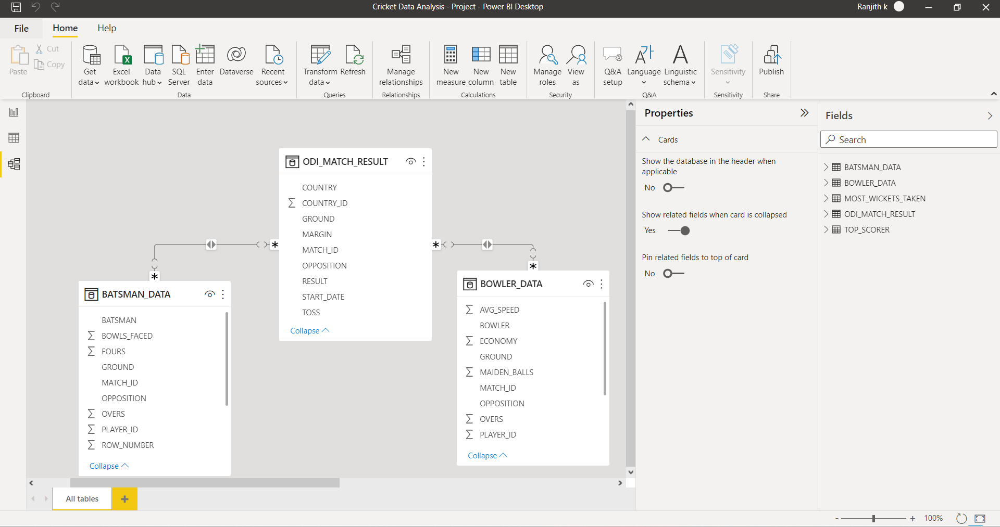 Cricket Data Analysis - Project - Power BI Desktop
Ranjith k
File
Home
Help
Paste
Cut
Copy
Clipboard
Get
data
Excel
workbook
Data
hub
SQL
Server
Enter
data
Dataverse
Recent
sources
Data
Transform
data
Refresh
Queries
Manage
relationships
Relationships
New
measure
New
column
New
table
Calculations
Manage
roles
View
as
Security
Q&A
setup
Language
Linguistic
schema
Q&A
Sensitivity
Sensitivity
Publish
Share
ODI_MATCH_RESULT
COUNTRY
∑ COUNTRY_ID
GROUND
MARGIN
MATCH_ID
OPPOSITION
RESULT
START_DATE
TOSS
Collapse
BATSMAN_DATA
BATSMAN
∑ BOWLS_FACED
∑ FOURS
GROUND
MATCH_ID
OPPOSITION
∑ OVERS
∑ PLAYER_ID
∑ ROW_NUMBER
Collapse
BOWLER_DATA
∑ AVG_SPEED
BOWLER
∑ ECONOMY
GROUND
∑ MAIDEN_BALLS
MATCH_ID
OPPOSITION
∑ OVERS
∑ PLAYER_ID
Collapse
Properties
Cards
Show the database in the header when
applicable
No
Show related fields when card is collapsed
Yes
Pin related fields to top of card
No
Fields
Search
BATSMAN_DATA
BOWLER_DATA
MOST_WICKETS_TAKEN
ODI_MATCH_RESULT
TOP_SCORER
All tables
- + 100%